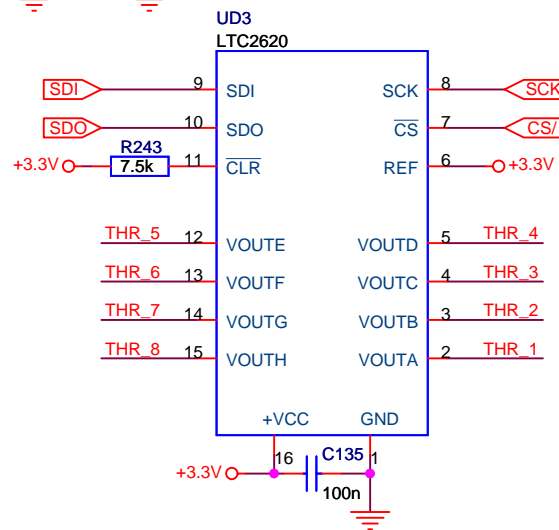 UD3
LTC2620
SDI 9 SDI SCK 8 SCK
SDO 10 SDO CS 7 CS/
R243
+3.3V 7.5k 11 CLR REF 6 +3.3V
THR_5 12 VOUTE VOUTD 5 THR_4
THR_6 13 VOUTF VOUTC 4 THR_3
THR_7 14 VOUTG VOUTB 3 THR_2
THR_8 15 VOUTH VOUTA 2 THR_1
+VCC GND
+3.3V 16 C135 1
100n